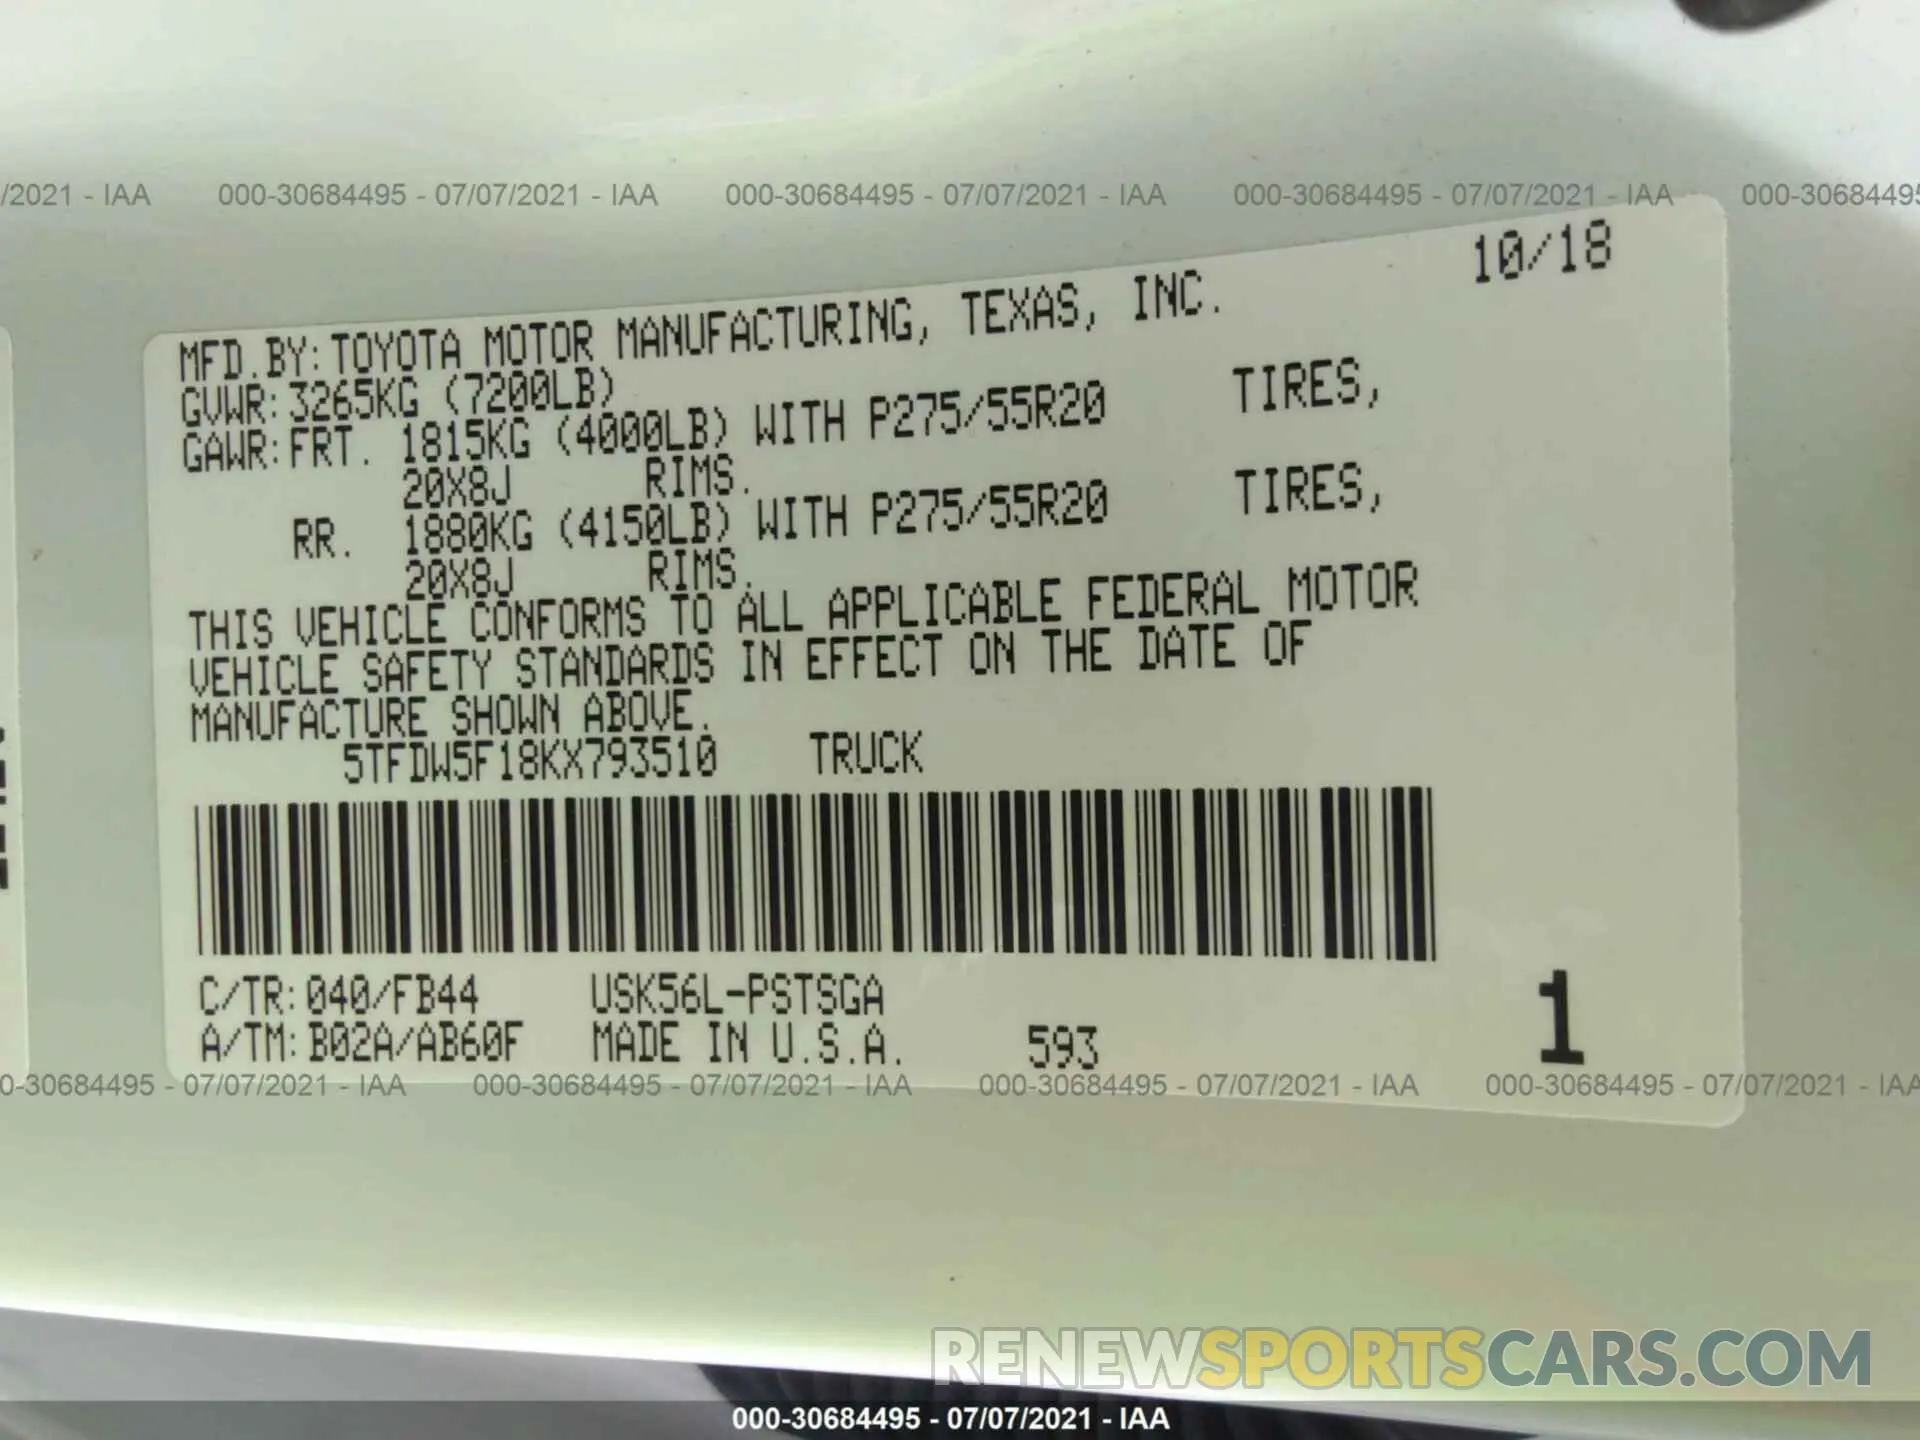 /2021 - IAA 000-30684495 - 07/07/2021 - IAA 000-30684495 - 07/07/2021 - IAA 000-30684495 - 07/07/2021 - IAA 000-30684495
10/18
MFD.BY:TOYOTA MOTOR MANUFACTURING, TEXAS, INC.
GVWR:3265KG (7200LB)
GAWR:FRT. 1815KG (4000LB) WITH P275/55R20 TIRES,
20X8J RIMS.
RR. 1880KG (4150LB) WITH P275/55R20 TIRES,
20X8J RIMS.
THIS VEHICLE CONFORMS TO ALL APPLICABLE FEDERAL MOTOR
VEHICLE SAFETY STANDARDS IN EFFECT ON THE DATE OF
MANUFACTURE SHOWN ABOVE.
5TFDW5F18KX793510 TRUCK
C/TR:040/FB44 USK56L-PSTSGA
A/TM:B02A/AB60F MADE IN U.S.A. 593 1
0-30684495 - 07/07/2021 - IAA 000-30684495 - 07/07/2021 - IAA 000-30684495 - 07/07/2021 - IAA 000-30684495 - 07/07/2021 - IAA
RENEWSPORTSCARS.COM
000-30684495 - 07/07/2021 - IAA